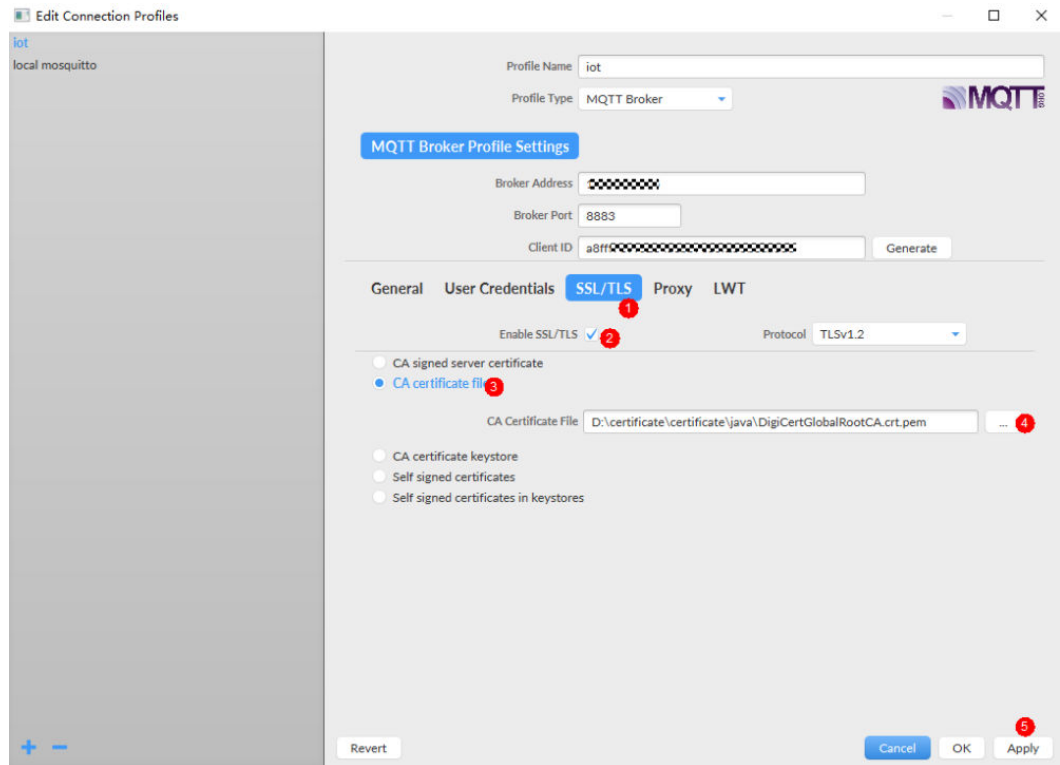 Edit Connection Profiles
iot
local mosquitto
Profile Name iot
Profile Type MQTT Broker
MQTT
ORG
MQTT Broker Profile Settings
Broker Address
Broker Port 8883
Client ID a8ff Generate
General User Credentials SSL/TLS Proxy LWT
1
Enable SSL/TLS 2 Protocol TLSv1.2
CA signed server certificate
CA certificate file 3
CA Certificate File D:\certificate\certificate\java\DigiCertGlobalRootCA.crt.pem ... 4
CA certificate keystore
Self signed certificates
Self signed certificates in keystores
5
Revert Cancel OK Apply